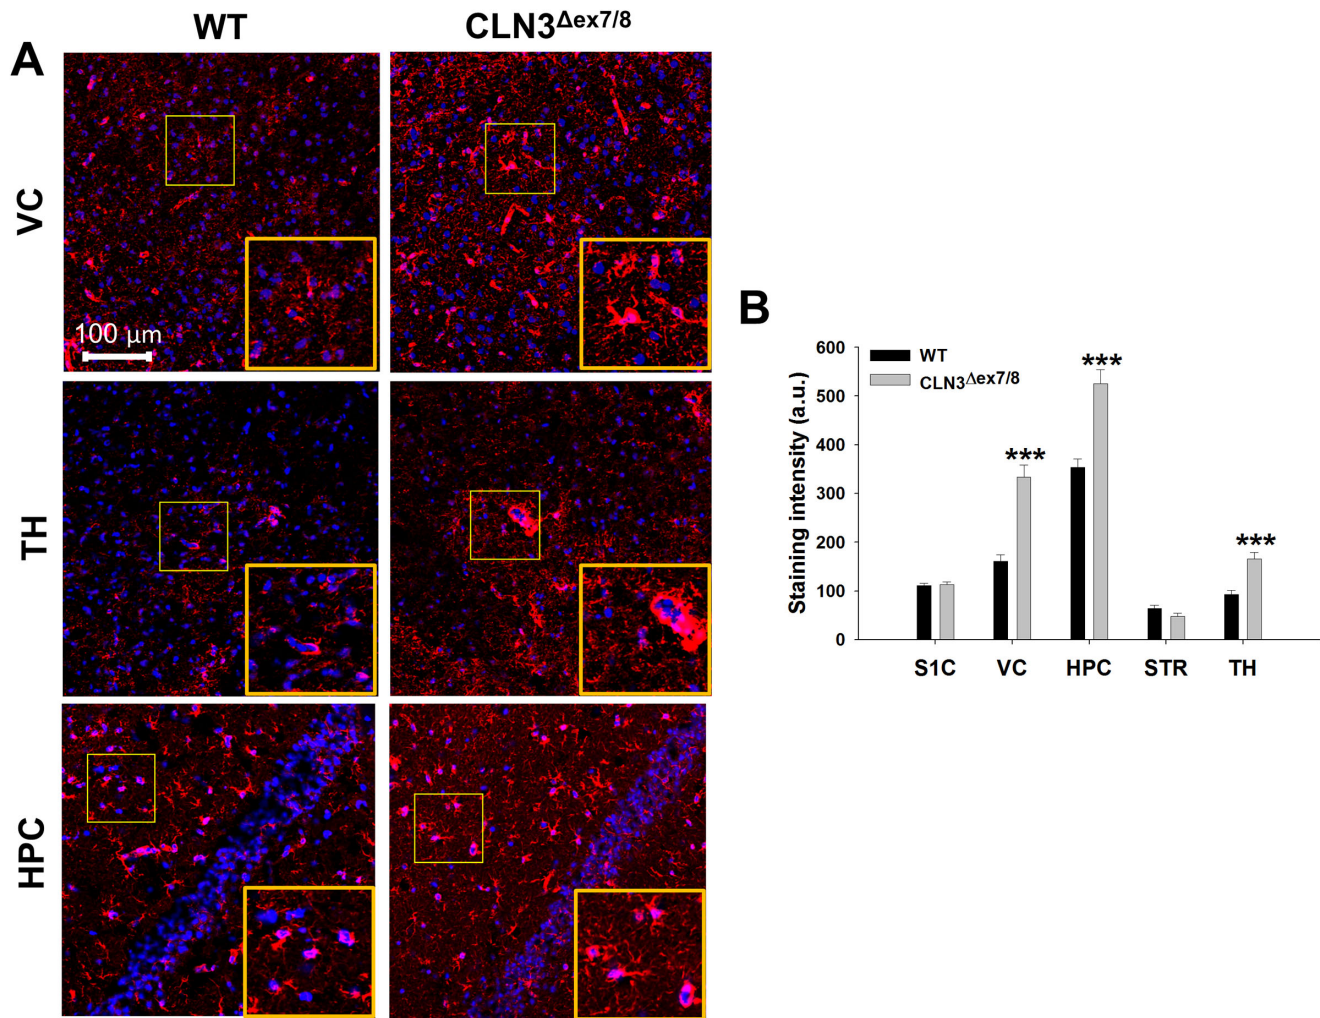 WT CLN3Δex7/8
A
VC
100 μm
TH
HPC
B
Staining intensity (a.u.)
600
500
400
300
200
100
0
WT
CLN3Δex7/8
***
***
***
S1C VC HPC STR TH